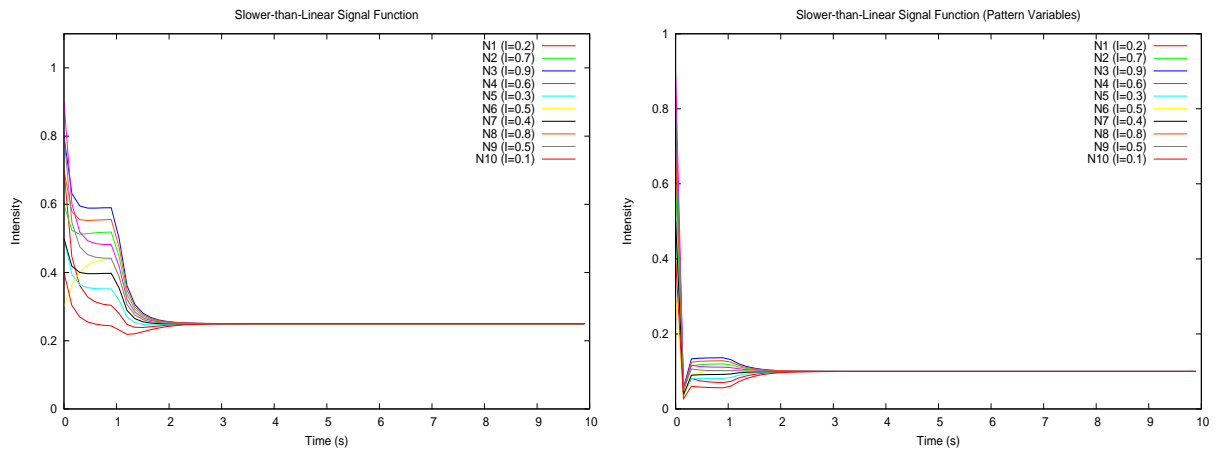 Slower-than-Linear Signal Function
N1 (I=0.2)
N2 (I=0.7)
N3 (I=0.9)
N4 (I=0.6)
N5 (I=0.3)
N6 (I=0.5)
N7 (I=0.4)
N8 (I=0.8)
N9 (I=0.5)
N10 (I=0.1)
Intensity
1
0.8
0.6
0.4
0.2
0
0 1 2 3 4 5 6 7 8 9 10
Time (s)
Slower-than-Linear Signal Function (Pattern Variables)
N1 (I=0.2)
N2 (I=0.7)
N3 (I=0.9)
N4 (I=0.6)
N5 (I=0.3)
N6 (I=0.5)
N7 (I=0.4)
N8 (I=0.8)
N9 (I=0.5)
N10 (I=0.1)
Intensity
1
0.8
0.6
0.4
0.2
0
0 1 2 3 4 5 6 7 8 9 10
Time (s)